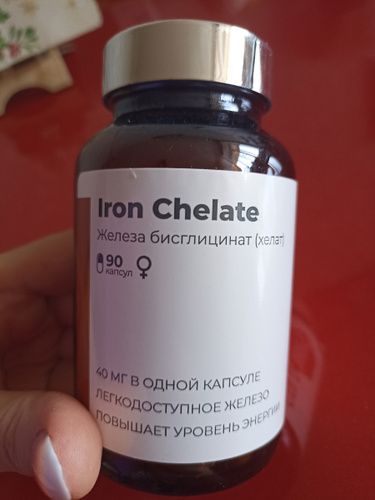 Iron Chelate
Железа бисглицинат (хелат)
90
капсул
40 МГ В ОДНОЙ КАПСУЛЕ
ЛЕГКОДОСТУПНОЕ ЖЕЛЕЗО
ПОВЫШАЕТ УРОВЕНЬ ЭНЕРГИИ